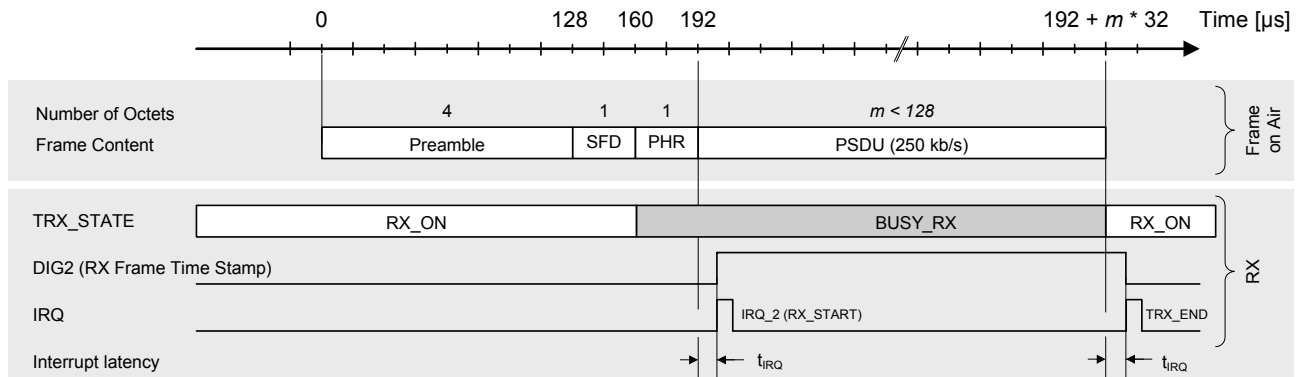 0 128 160 192 192 + m * 32 Time [µs]
Number of Octets 4 1 1 m < 128
Frame Content Preamble SFD PHR PSDU (250 kb/s)
Frame
on Air
TRX_STATE RX_ON BUSY_RX RX_ON
DIG2 (RX Frame Time Stamp)
RX
IRQ IRQ_2 (RX_START) TRX_END
Interrupt latency tIRQ tIRQ